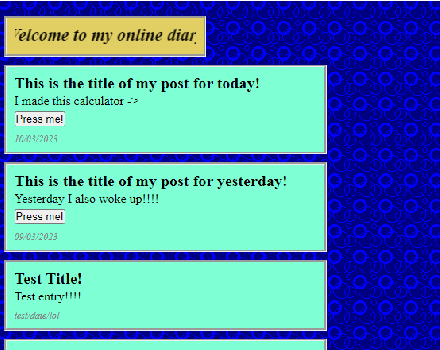 Welcome to my online diary
This is the title of my post for today!
I made this calculator ->
Press me!
10/03/2023
This is the title of my post for yesterday!
Yesterday I also woke up!!!!
Press me!
09/03/2023
Test Title!
Test entry!!!!
test/date/lol